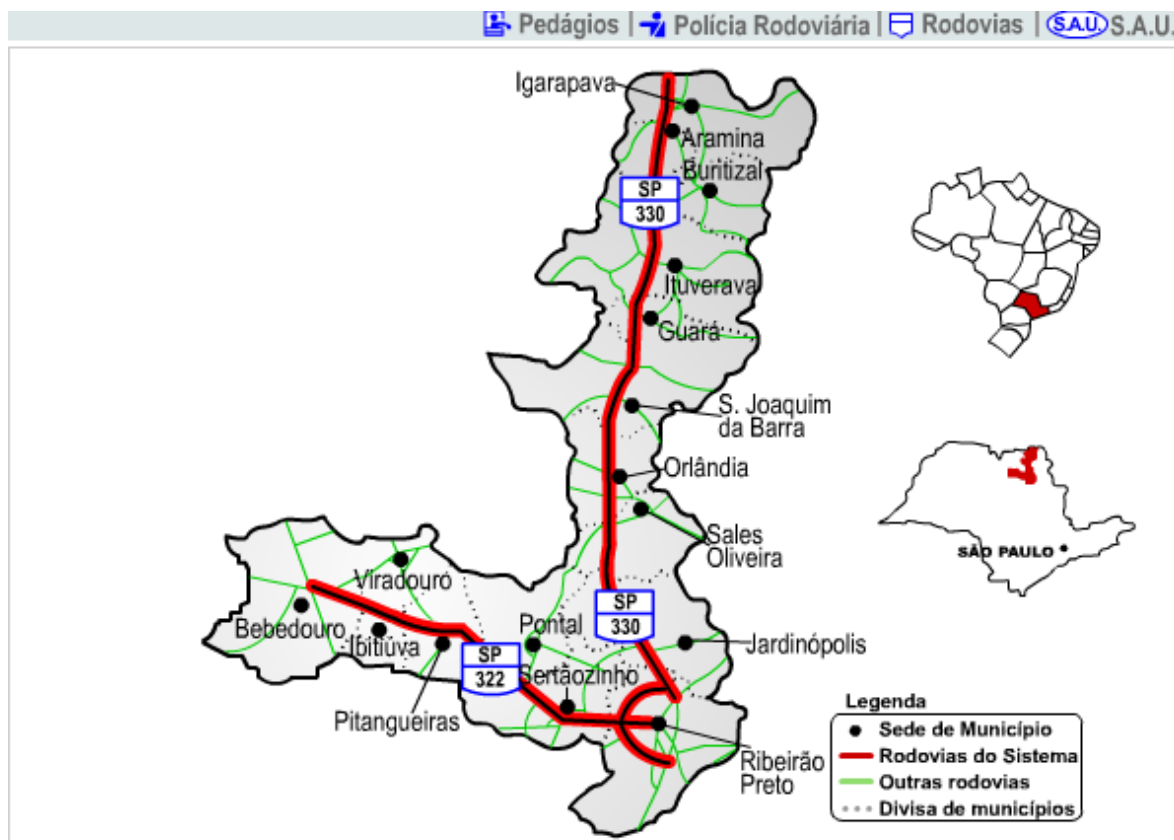 Pedágios | Polícia Rodoviária | Rodovias | S.A.U. S.A.U.
Igarapava
Aramina
Buritizal
SP
330
Ituverava
Guará
S. Joaquim
da Barra
Orlândia
Sales
Oliveira
SÃO PAULO
Viradouro
Bebedouro
Ibitiúva
Pontal
SP
330
Jardinópolis
SP
322
Sertãozinho
Pitangueiras
Ribeirão
Preto
Legenda
Sede de Município
Rodovias do Sistema
Outras rodovias
Divisa de municípios